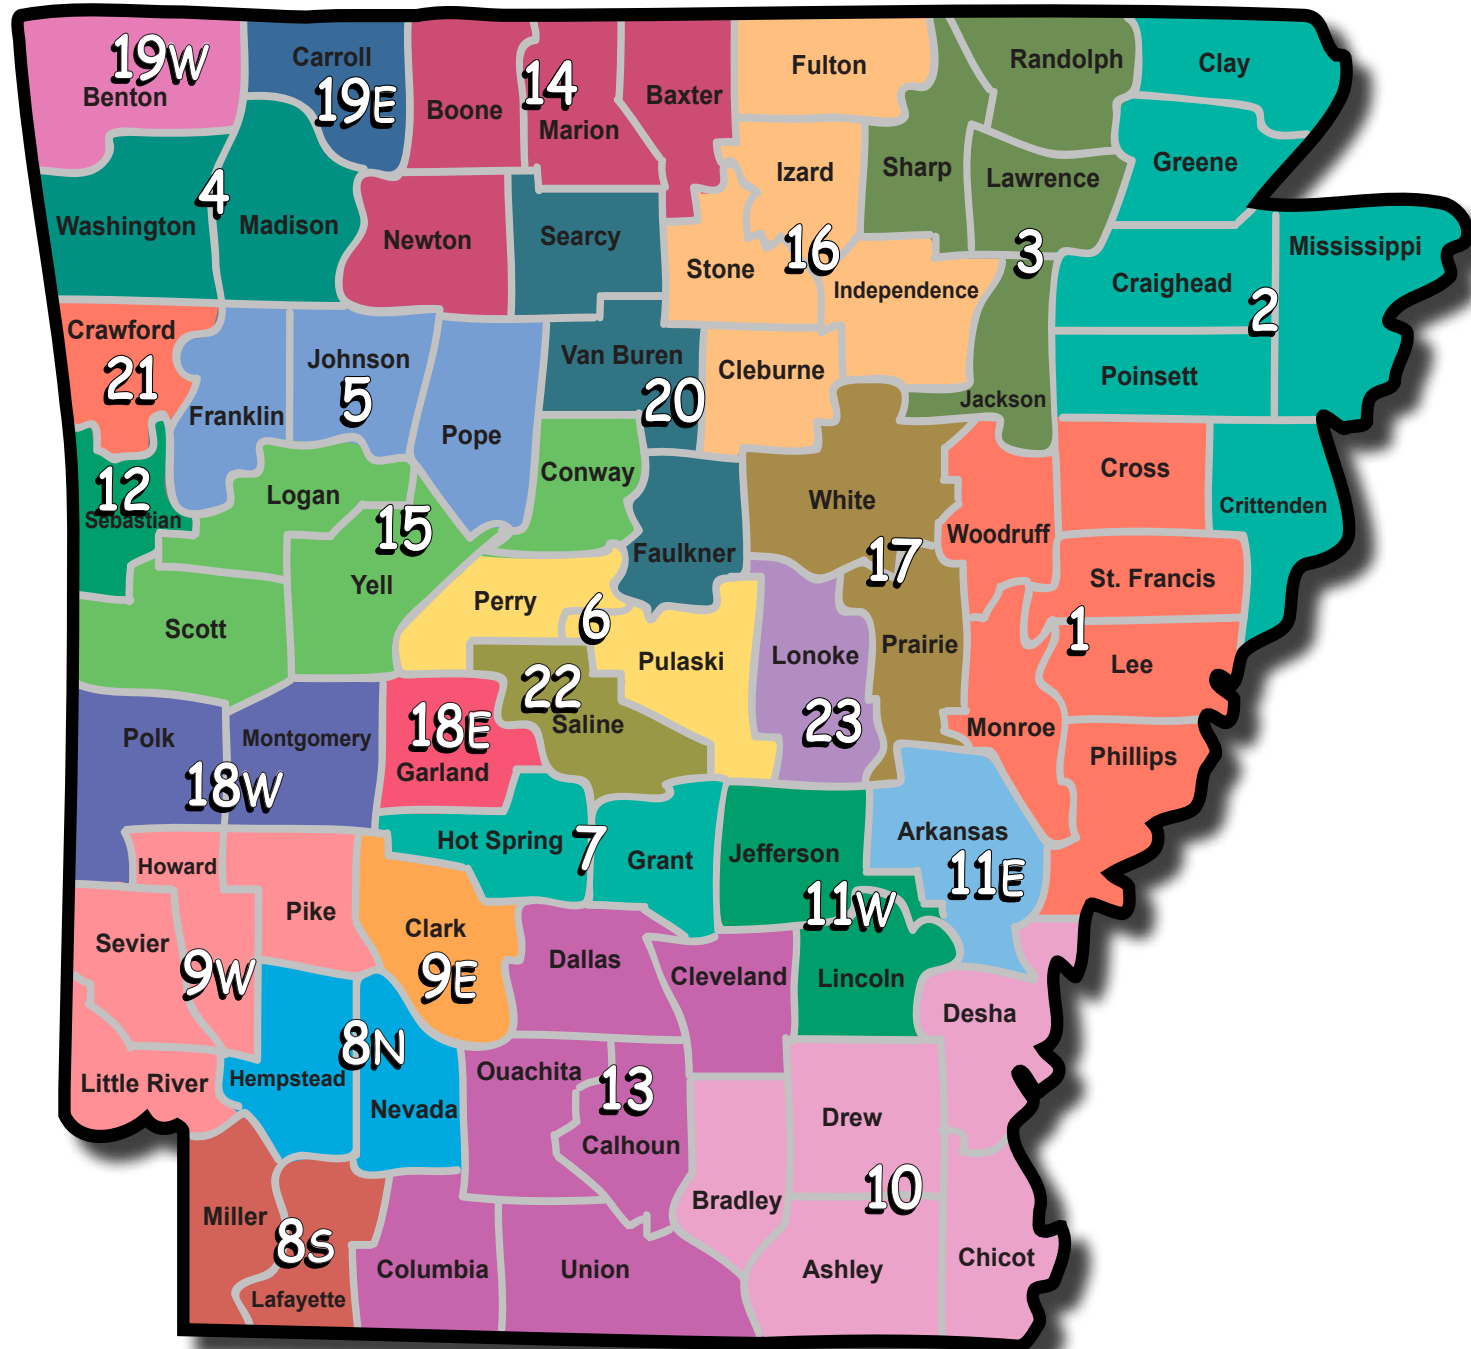 19W
Benton
Carroll
19E
Boone
14
Marion
Baxter
Fulton
Randolph
Clay
Washington
4
Madison
Newton
Searcy
Izard
Sharp
Lawrence
Greene
Stone
16
Independence
3
Craighead
2
Mississippi
Crawford
21
Franklin
Johnson
5
Pope
Van Buren
20
Cleburne
Jackson
Poinsett
12
Sebastian
Logan
15
Conway
White
Woodruff
Cross
Crittenden
Scott
Yell
Perry
6
Faulkner
17
Prairie
St. Francis
1
Lee
Polk
Montgomery
18W
18E
Garland
22
Saline
Pulaski
Lonoke
23
Monroe
Phillips
Howard
Hot Spring
7
Grant
Jefferson
11W
Arkansas
11E
Sevier
9W
Pike
Clark
9E
Dallas
Cleveland
Lincoln
Desha
Little River
Hempstead
8N
Nevada
Ouachita
13
Calhoun
Bradley
Drew
10
Miller
8S
Lafayette
Columbia
Union
Ashley
Chicot